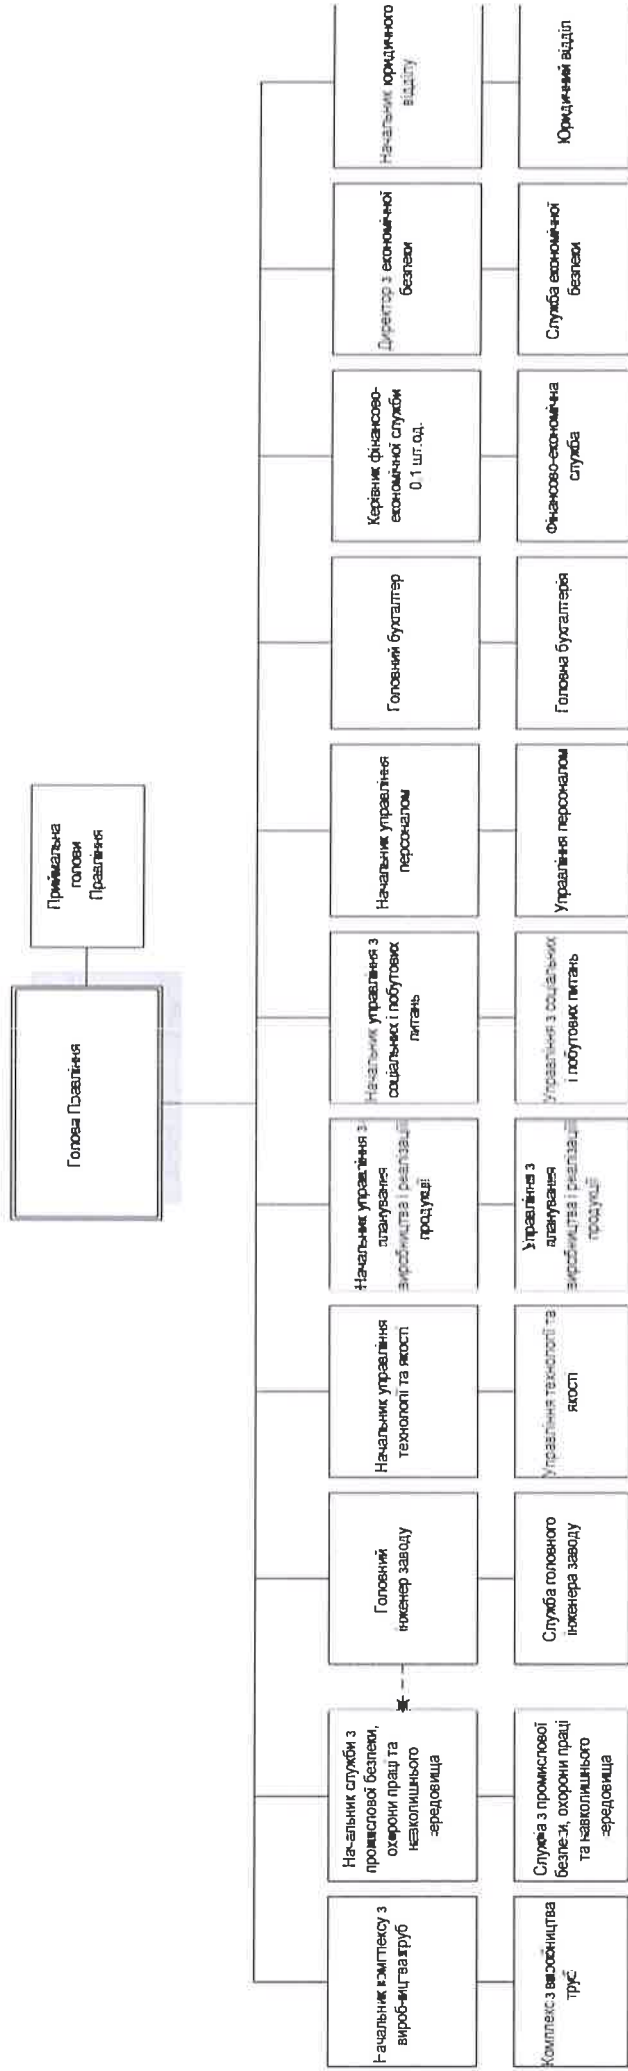 Приймальна
голови
Правління
Голова Правління
Начальник комплексу з
виробництва труб
Начальник служби з
промислової безпеки,
охорони праці та
навколишнього
середовища
Головний
інженер заводу
Начальник управління
технології та якості
Начальник управління з
планування
виробництва і реалізації
продукції
Начальник управління з
соціальних і побутових
питань
Начальник управління
персоналом
Головний бухгалтер
Керівник фінансово-
економічної служби
0,1 шт.од.
Директор з економічної
безпеки
Начальник юридичного
відділу
Комплекс з виробництва
труб
Служба з промислової
безпеки, охорони праці
та навколишнього
середовища
Служба головного
інженера заводу
Управління технології та
якості
Управління з
планування
виробництва і реалізації
продукції
Управління з соціальних
і побутових питань
Управління персоналом
Головна бухгалтерія
Фінансово-економічна
служба
Служба економічної
безпеки
Юридичний відділ